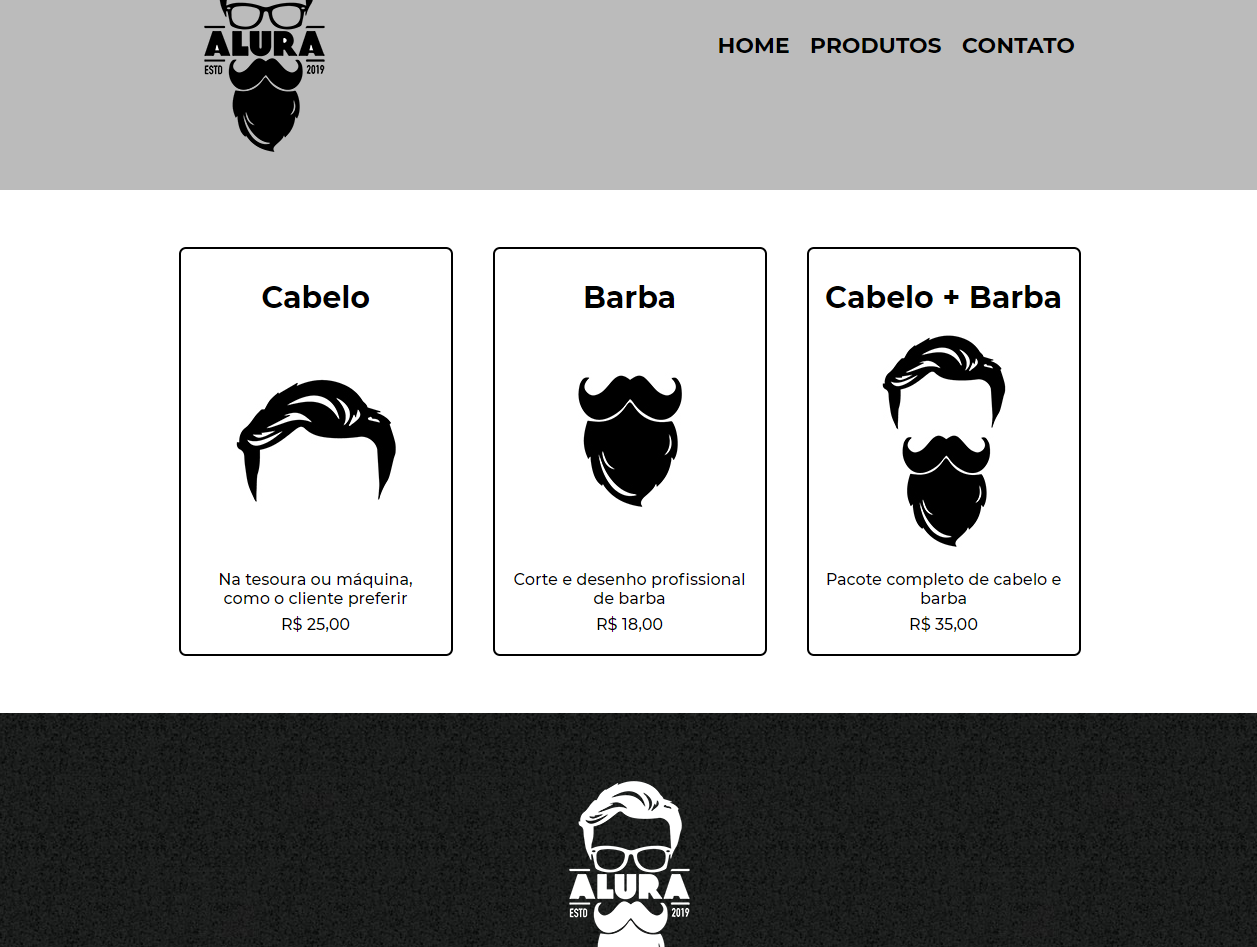 ALURA
ESTD 2019
HOME PRODUTOS CONTATO
Cabelo
Na tesoura ou máquina,
como o cliente preferir
R$ 25,00
Barba
Corte e desenho profissional
de barba
R$ 18,00
Cabelo + Barba
Pacote completo de cabelo e
barba
R$ 35,00
ALURA
ESTD 2019